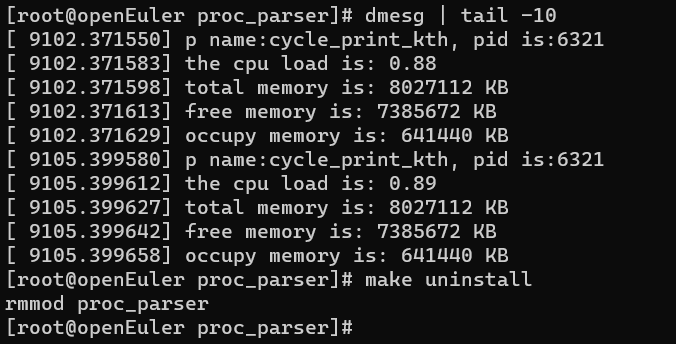 [root@openEuler proc_parser]# dmesg | tail -10
[ 9102.371550] p name:cycle_print_kth, pid is:6321
[ 9102.371583] the cpu load is: 0.88
[ 9102.371598] total memory is: 8027112 KB
[ 9102.371613] free memory is: 7385672 KB
[ 9102.371629] occupy memory is: 641440 KB
[ 9105.399580] p name:cycle_print_kth, pid is:6321
[ 9105.399612] the cpu load is: 0.89
[ 9105.399627] total memory is: 8027112 KB
[ 9105.399642] free memory is: 7385672 KB
[ 9105.399658] occupy memory is: 641440 KB
[root@openEuler proc_parser]# make uninstall
rmmod proc_parser
[root@openEuler proc_parser]#